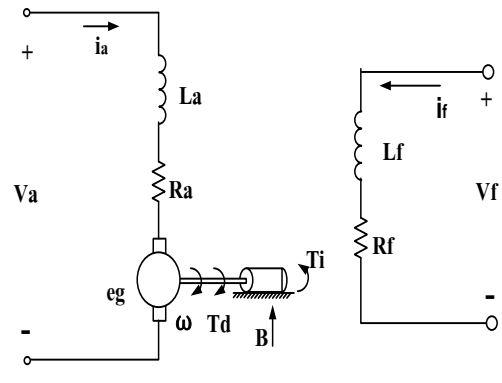 ia
+
La
Ra
Va
eg
-
ω
Td
Ti
B
if
+
Lf
Rf
Vf
-